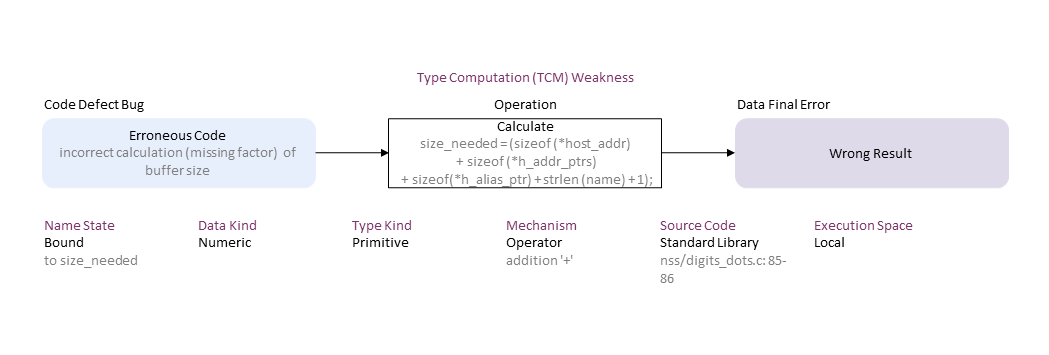 Type Computation (TCM) Weakness
Code Defect Bug
Operation
Data Final Error
Erroneous Code
incorrect calculation (missing factor) of
buffer size
Calculate
size_needed = (sizeof (*host_addr)
+ sizeof (*h_addr_ptrs)
+ sizeof(*h_alias_ptr) + strlen (name) + 1);
Wrong Result
Name State
Bound
to size_needed
Data Kind
Numeric
Type Kind
Primitive
Mechanism
Operator
addition '+'
Source Code
Standard Library
nss/digits_dots.c: 85-
86
Execution Space
Local